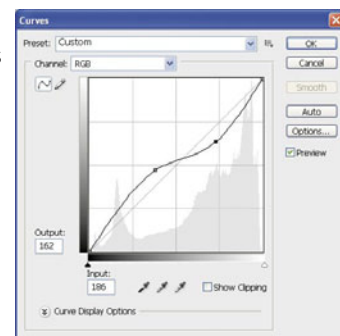 Curves
Preset: Custom
OK
Channel: RGB
Cancel
Smooth
Auto
Options...
Preview
Output:
162
Input:
186
Show Clipping
Curve Display Options
s